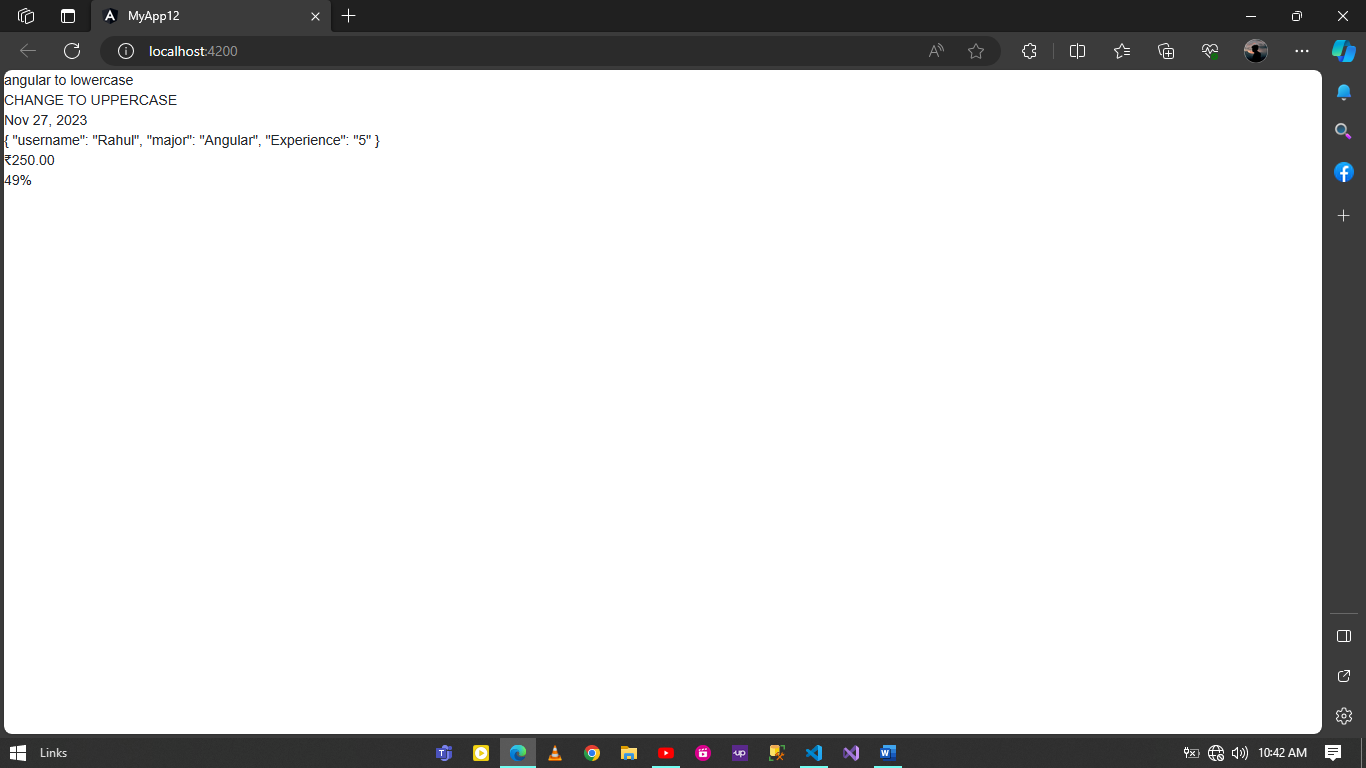 MyApp12
localhost:4200
angular to lowercase
CHANGE TO UPPERCASE
Nov 27, 2023
{ "username": "Rahul", "major": "Angular", "Experience": "5" }
₹250.00
49%
Links
10:42 AM